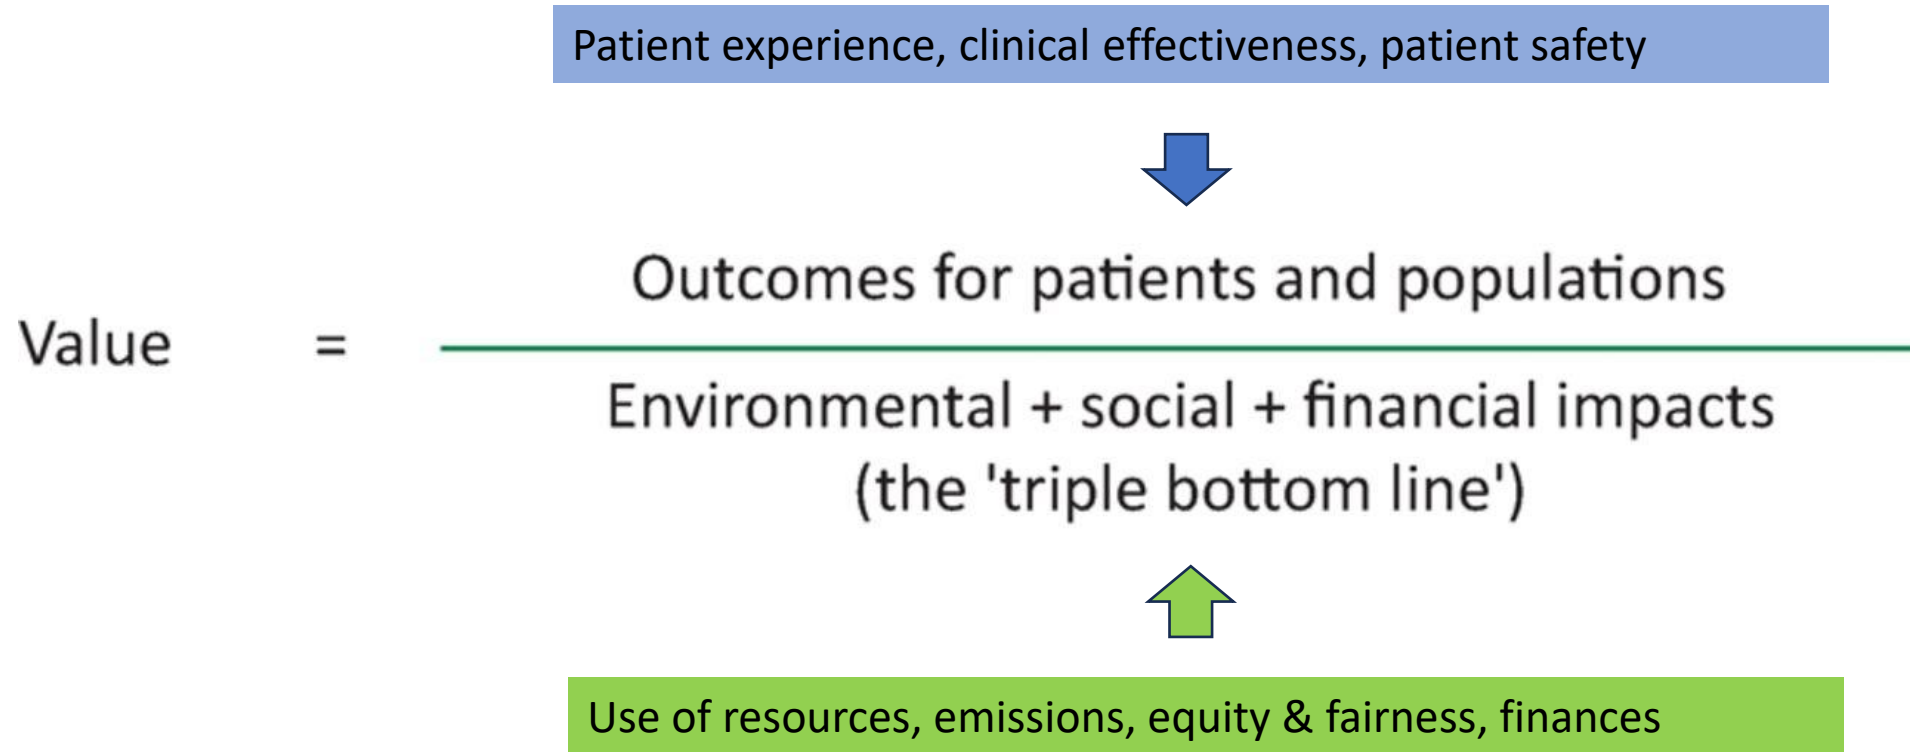 Patient experience, clinical effectiveness, patient safety
Outcomes for patients and populations
Value =
Environmental + social + financial impacts
(the 'triple bottom line')
Use of resources, emissions, equity & fairness, finances